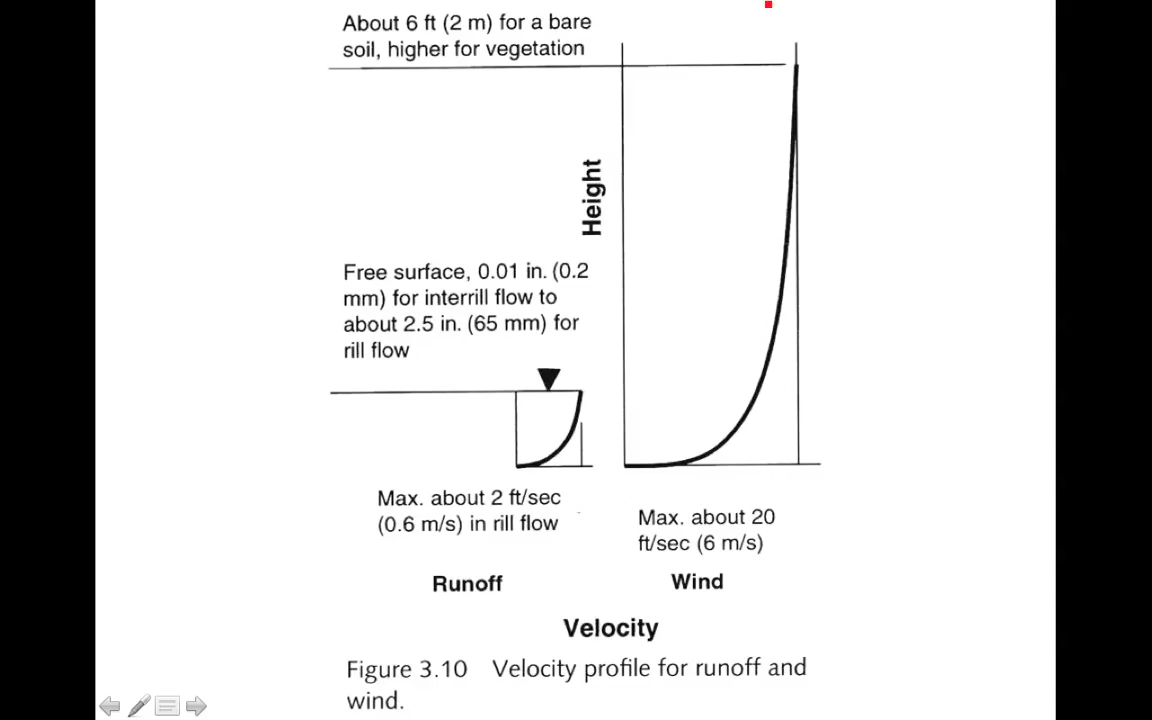 About 6 ft (2 m) for a bare
soil, higher for vegetation
Height
Free surface, 0.01 in. (0.2
mm) for interrill flow to
about 2.5 in. (65 mm) for
rill flow
Max. about 2 ft/sec
(0.6 m/s) in rill flow
Max. about 20
ft/sec (6 m/s)
Runoff
Wind
Velocity
Figure 3.10 Velocity profile for runoff and
wind.